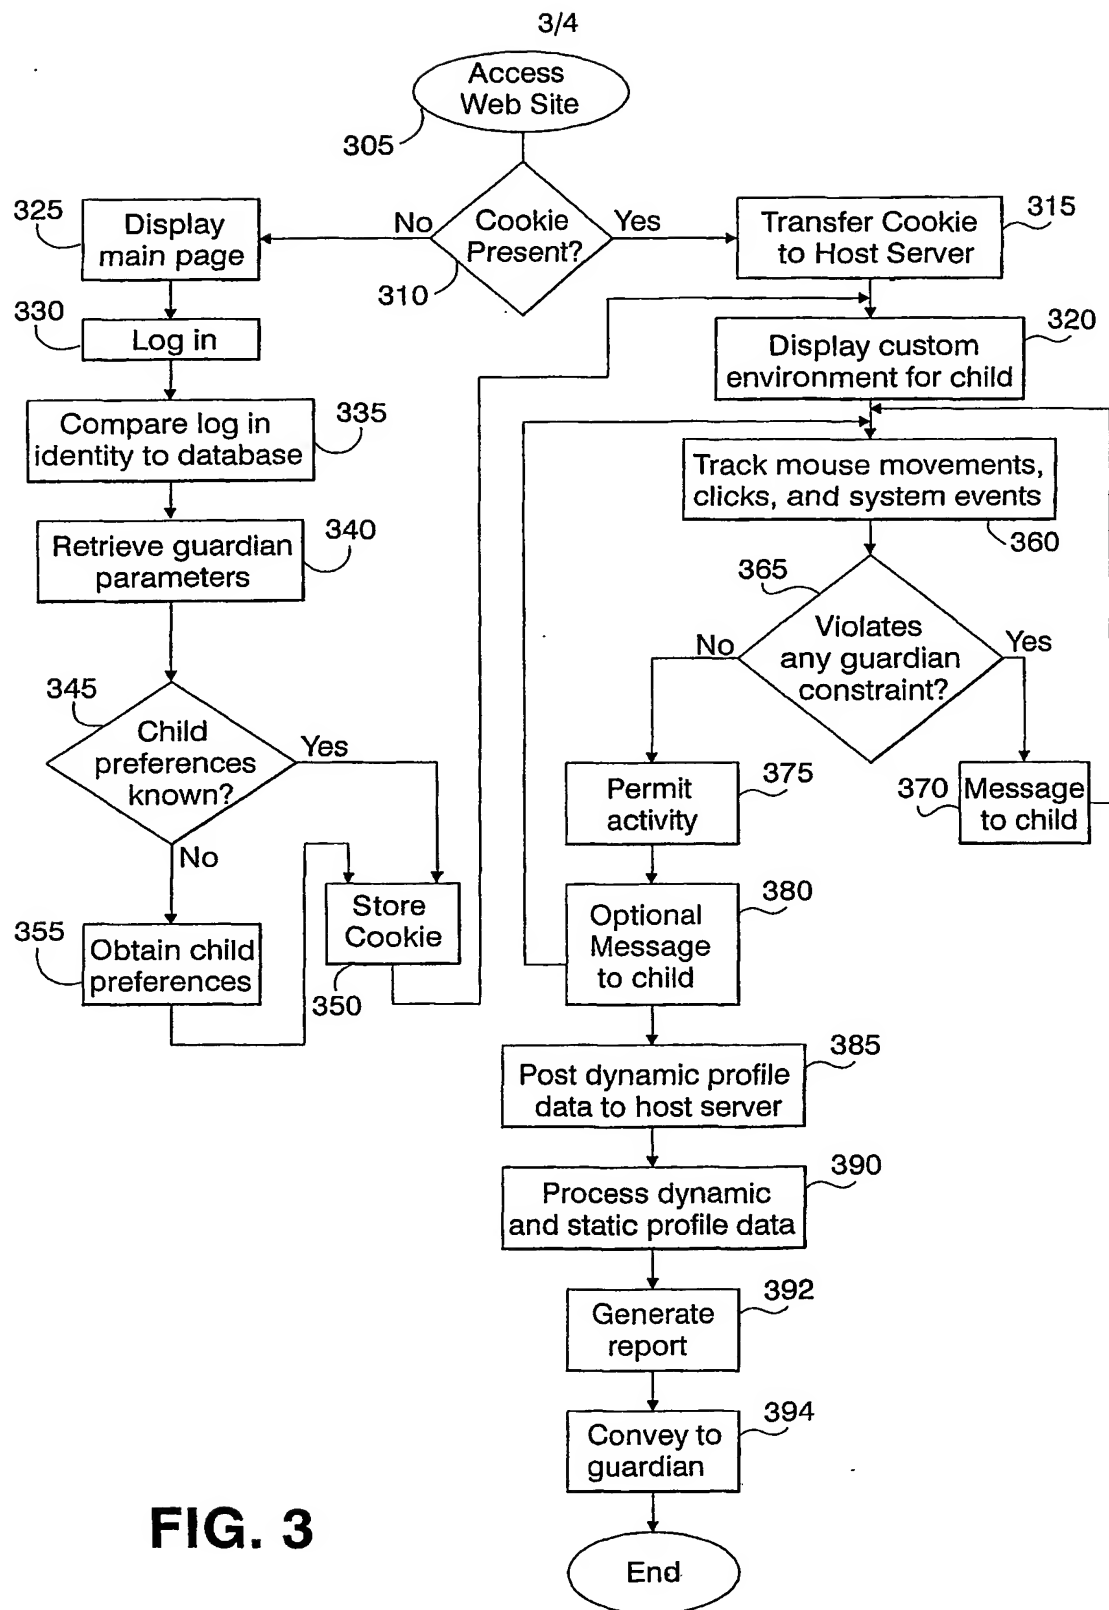 3/4
Access
Web Site
305
Cookie
Present?
310
No
Yes
325
Display
main page
Transfer Cookie
to Host Server
315
330
Log in
320
Display custom
environment for child
Compare log in
identity to database
335
Track mouse movements,
clicks, and system events
360
Retrieve guardian
parameters
340
365
Violates
any guardian
constraint?
No
Yes
345
Child
preferences
known?
Yes
No
Permit
activity
375
370
Message
to child
Store
Cookie
350
Optional
Message
to child
380
355
Obtain child
preferences
Post dynamic profile
data to host server
385
Process dynamic
and static profile data
390
Generate
report
392
Convey to
guardian
394
End
FIG. 3